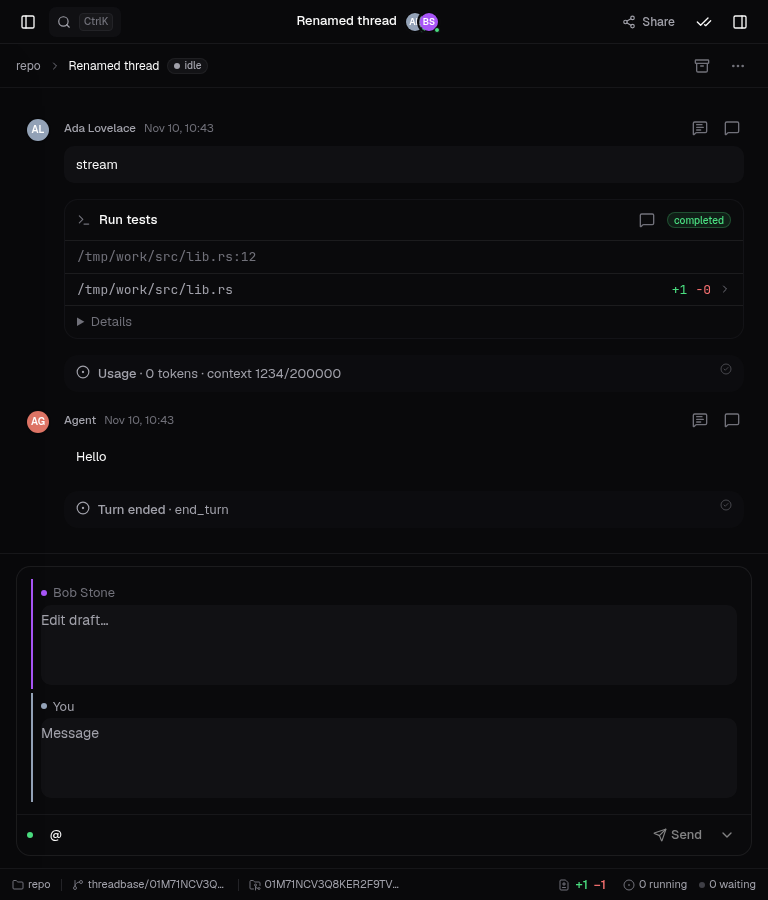 CtrlK
Renamed thread
BS
Share
repo
Renamed thread
idle
AL
Ada Lovelace
Nov 10, 10:43
stream
Run tests
completed
/tmp/work/src/lib.rs:12
/tmp/work/src/lib.rs
+1 -0
Details
Usage · 0 tokens · context 1234/200000
AG
Agent
Nov 10, 10:43
Hello
Turn ended · end_turn
Bob Stone
Edit draft…
You
Message
@
Send
repo
threadbase/01M71NCV3Q…
01M71NCV3Q8KER2F9TV…
+1 −1
0 running
0 waiting